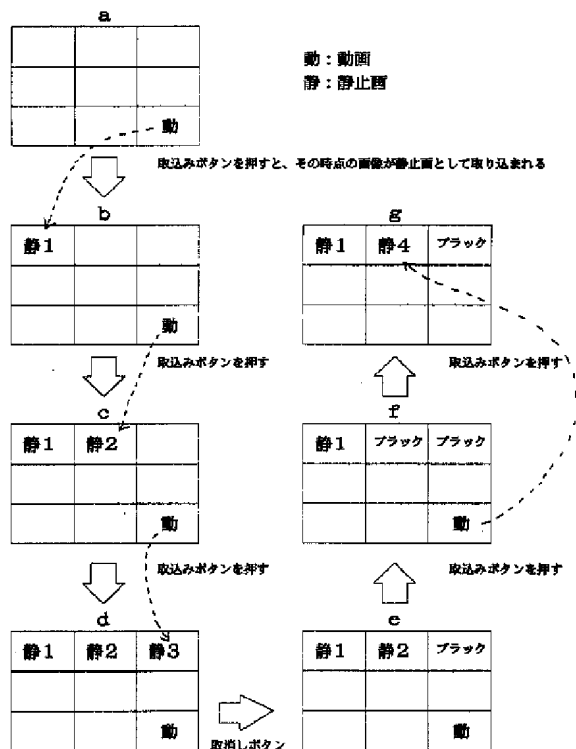 a
動：動画
静：静止画
動
取込みボタンを押すと、その時点の画像が静止画として取り込まれる
b
静1
動
取込みボタンを押す
c
静1 静2
動
取込みボタンを押す
d
静1 静2 静3
動
取消しボタン
e
静1 静2 ブラック
動
取込みボタンを押す
f
静1 ブラック ブラック
動
取込みボタンを押す
g
静1 静4 ブラック